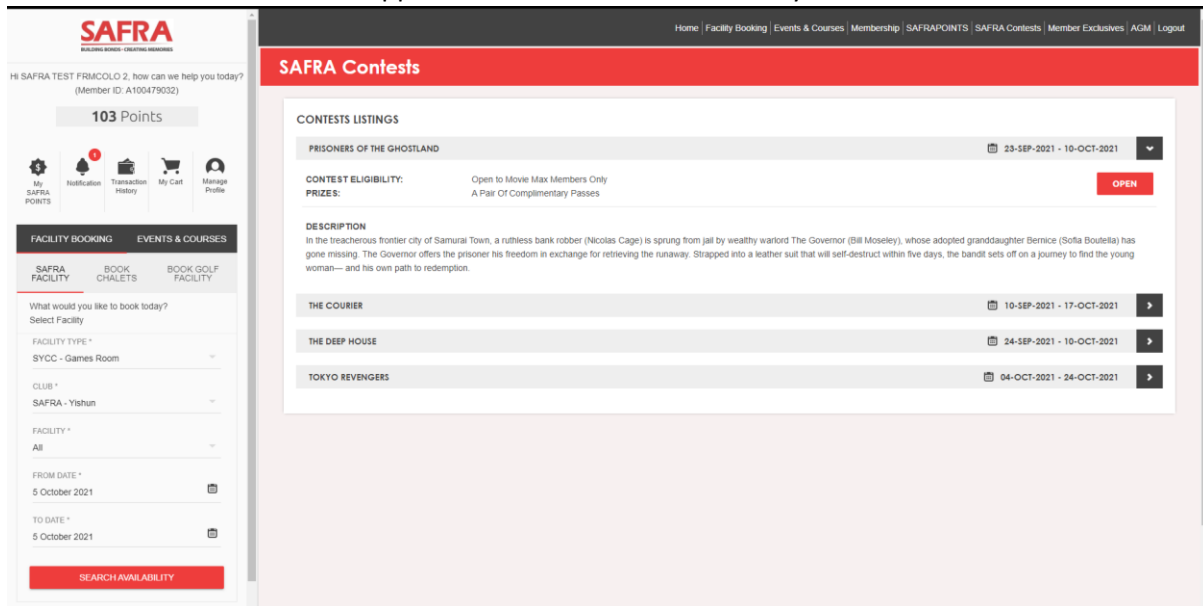 SAFRA
BUILDING BONDS · CREATING MEMORIES
Hi SAFRA TEST FRMCOLO 2, how can we help you today?
(Member ID: A100479032)
103 Points
My SAFRA POINTS
1
Notification
Transaction History
My Cart
Manage Profile
FACILITY BOOKING
EVENTS & COURSES
SAFRA FACILITY
BOOK CHALETS
BOOK GOLF FACILITY
What would you like to book today?
Select Facility
FACILITY TYPE *
SYCC - Games Room
CLUB *
SAFRA - Yishun
FACILITY *
All
FROM DATE *
5 October 2021
TO DATE *
5 October 2021
SEARCH AVAILABILITY
Home | Facility Booking | Events & Courses | Membership | SAFRAPOINTS | SAFRA Contests | Member Exclusives | AGM | Logout
SAFRA Contests
CONTESTS LISTINGS
PRISONERS OF THE GHOSTLAND 23-SEP-2021 - 10-OCT-2021
CONTEST ELIGIBILITY: Open to Movie Max Members Only
PRIZES: A Pair Of Complimentary Passes
OPEN
DESCRIPTION
In the treacherous frontier city of Samurai Town, a ruthless bank robber (Nicolas Cage) is sprung from jail by wealthy warlord The Governor (Bill Moseley), whose adopted granddaughter Bernice (Sofia Boutella) has
gone missing. The Governor offers the prisoner his freedom in exchange for retrieving the runaway. Strapped into a leather suit that will self-destruct within five days, the bandit sets off on a journey to find the young
woman— and his own path to redemption.
THE COURIER 10-SEP-2021 - 17-OCT-2021
THE DEEP HOUSE 24-SEP-2021 - 10-OCT-2021
TOKYO REVENGERS 04-OCT-2021 - 24-OCT-2021